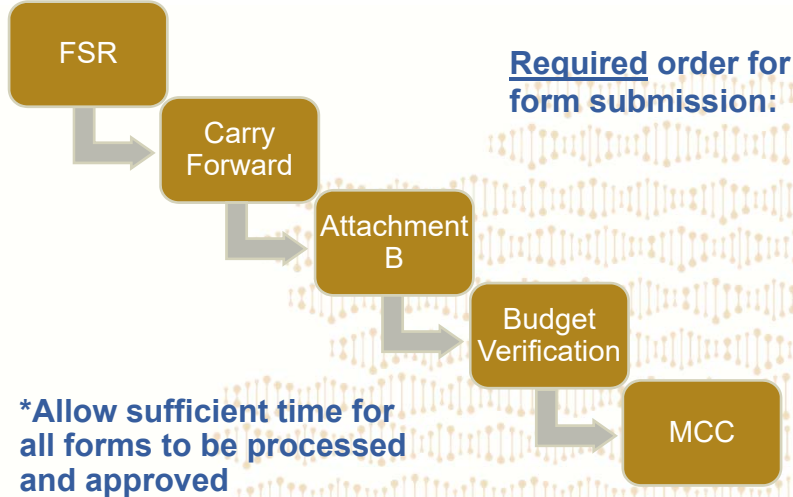 FSR
Required order for
form submission:
Carry
Forward
Attachment
B
Budget
Verification
MCC
*Allow sufficient time for
all forms to be processed
and approved